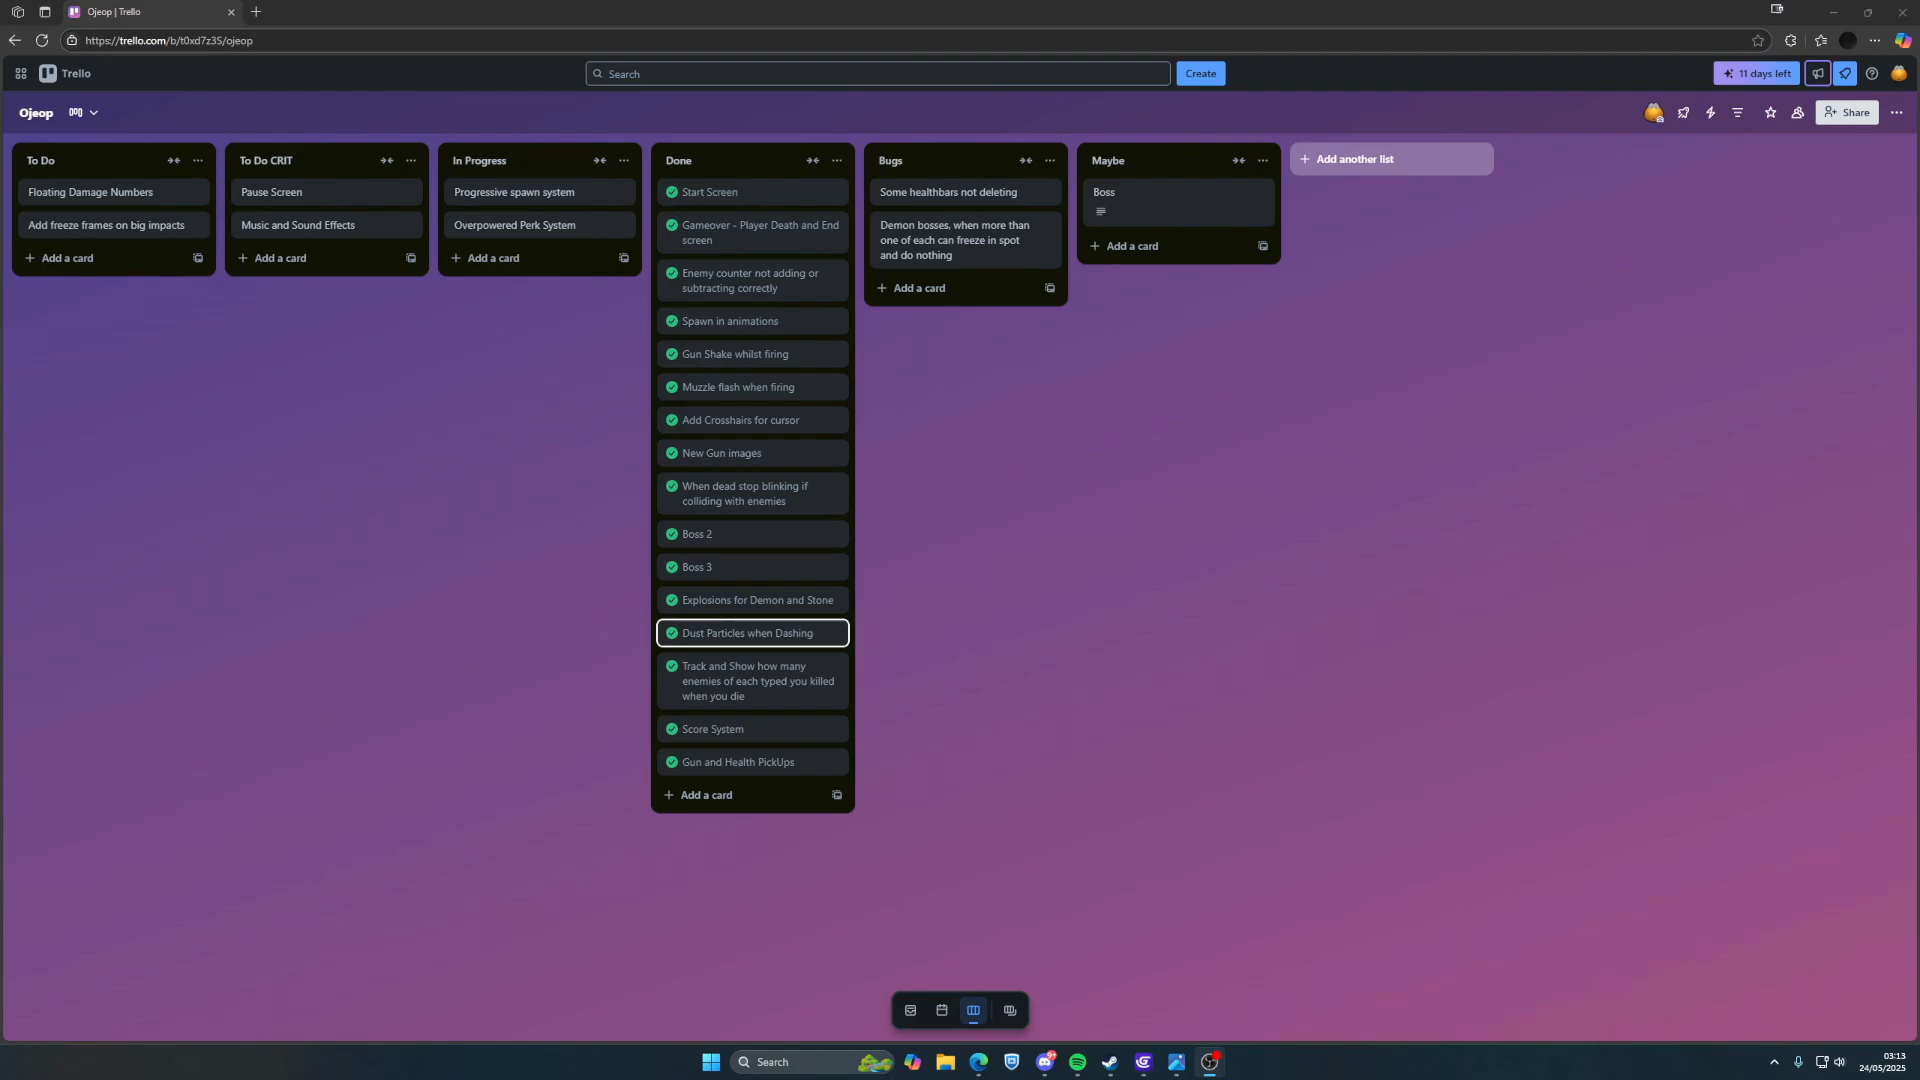 Ojeop | Trello
https://trello.com/b/t0xd7z3S/ojeop
Trello
Search
Create
11 days left
Ojeop
Share
To Do
Floating Damage Numbers
Add freeze frames on big impacts
Add a card
To Do CRIT
Pause Screen
Music and Sound Effects
Add a card
In Progress
Progressive spawn system
Overpowered Perk System
Add a card
Done
Start Screen
Gameover - Player Death and End
screen
Enemy counter not adding or
subtracting correctly
Spawn in animations
Gun Shake whilst firing
Muzzle flash when firing
Add Crosshairs for cursor
New Gun images
When dead stop blinking if
colliding with enemies
Boss 2
Boss 3
Explosions for Demon and Stone
Dust Particles when Dashing
Track and Show how many
enemies of each typed you killed
when you die
Score System
Gun and Health PickUps
Add a card
Bugs
Some healthbars not deleting
Demon bosses, when more than
one of each can freeze in spot
and do nothing
Add a card
Maybe
Boss
Add a card
Add another list
Search
03:13
24/05/2025